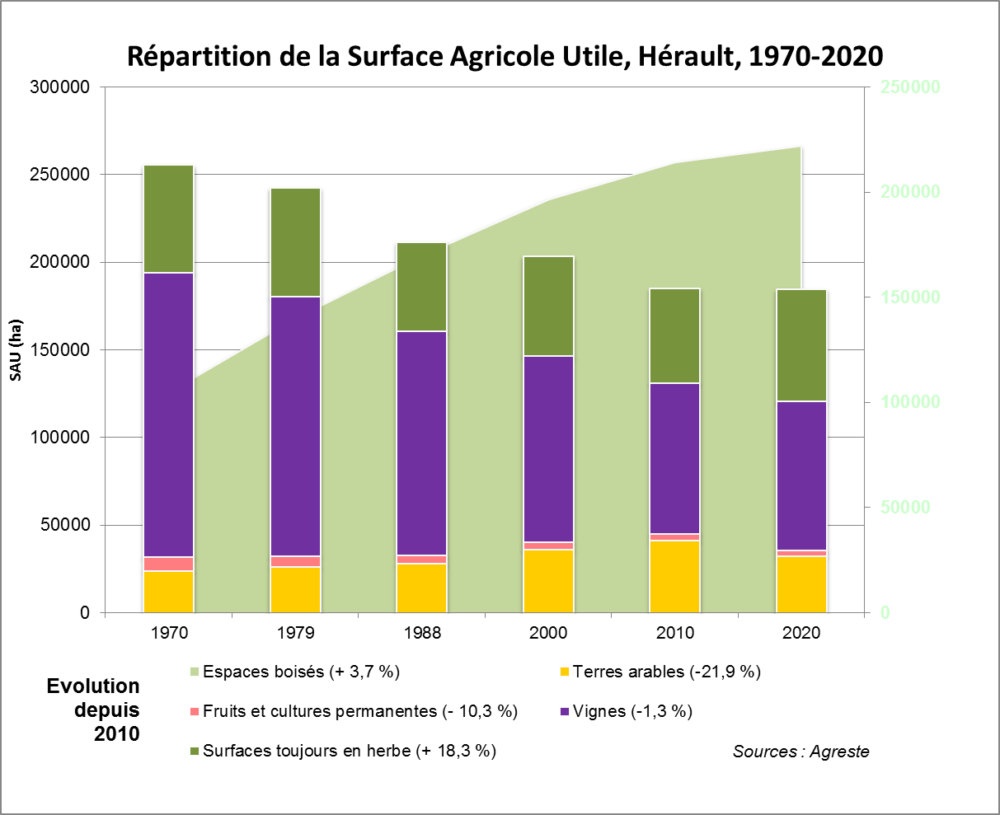 Répartition de la Surface Agricole Utile, Hérault, 1970-2020
300000
250000
200000
150000
100000
50000
0
SAU (ha)
250000
200000
150000
100000
50000
0
1970 1979 1988 2000 2010 2020
Evolution
depuis
2010
Espaces boisés (+ 3,7 %)
Terres arables (-21,9 %)
Fruits et cultures permanentes (- 10,3 %)
Vignes (-1,3 %)
Surfaces toujours en herbe (+ 18,3 %)
Sources : Agreste